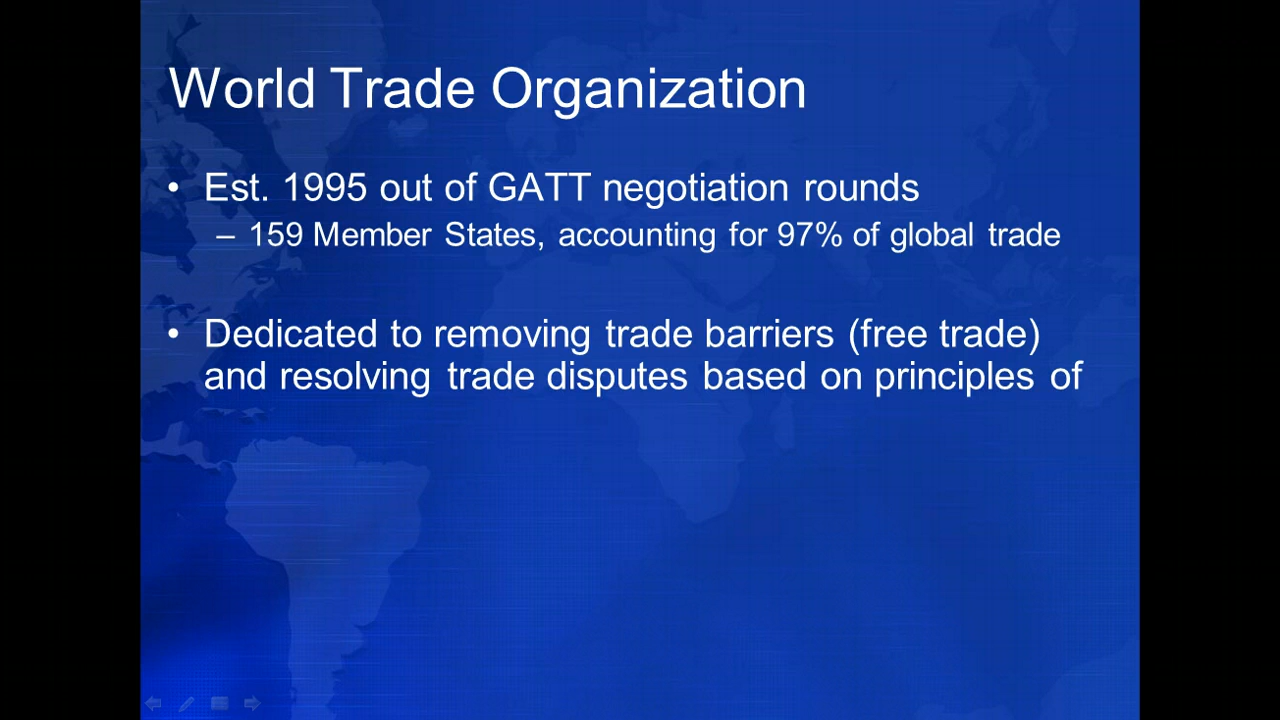 World Trade Organization
• Est. 1995 out of GATT negotiation rounds
– 159 Member States, accounting for 97% of global trade
• Dedicated to removing trade barriers (free trade)
and resolving trade disputes based on principles of